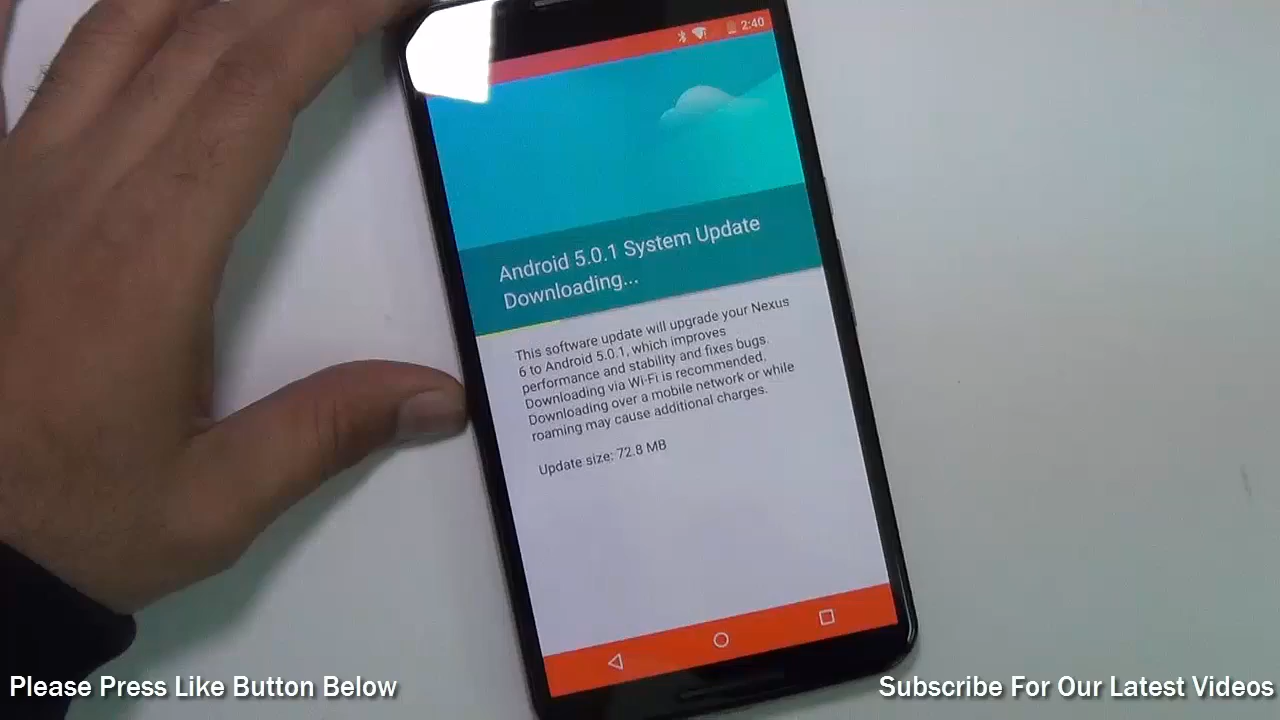 2:40
Android 5.0.1 System Update
Downloading...
This software update will upgrade your Nexus
6 to Android 5.0.1, which improves
performance and stability and fixes bugs.
Downloading via Wi-Fi is recommended.
Downloading over a mobile network or while
roaming may cause additional charges.
Update size: 72.8 MB
Please Press Like Button Below
Subscribe For Our Latest Videos